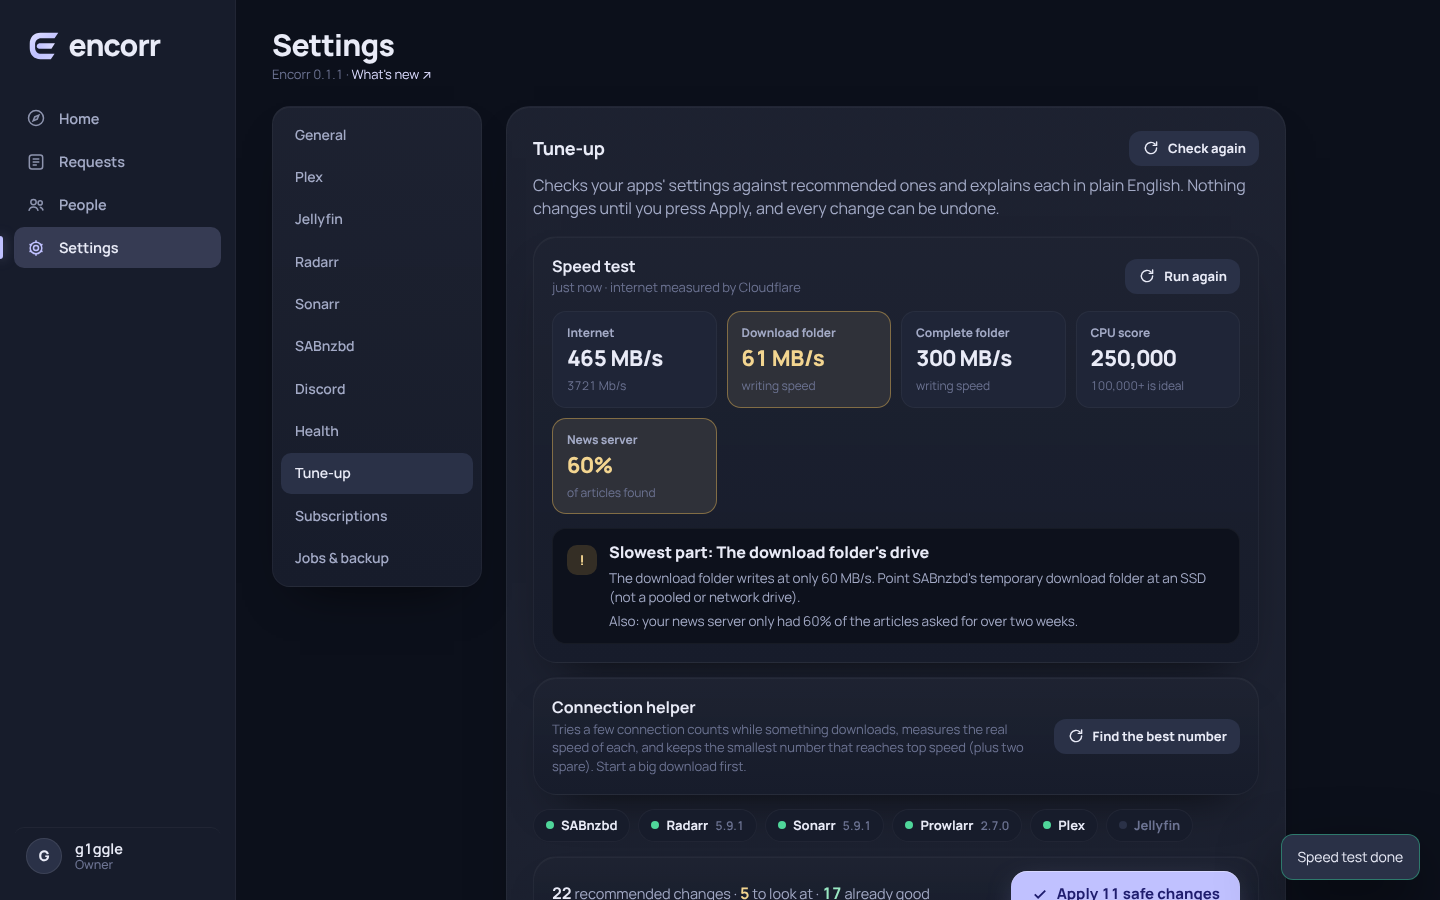 encorr
Home
Requests
People
Settings
G
g1ggle
Owner
Settings
Encorr 0.1.1 · What's new ↗
General
Plex
Jellyfin
Radarr
Sonarr
SABnzbd
Discord
Health
Tune-up
Subscriptions
Jobs & backup
Tune-up
Check again
Checks your apps' settings against recommended ones and explains each in plain English. Nothing
changes until you press Apply, and every change can be undone.
Speed test
just now · internet measured by Cloudflare
Run again
Internet
465 MB/s
3721 Mb/s
Download folder
61 MB/s
writing speed
Complete folder
300 MB/s
writing speed
CPU score
250,000
100,000+ is ideal
News server
60%
of articles found
!
Slowest part: The download folder's drive
The download folder writes at only 60 MB/s. Point SABnzbd's temporary download folder at an SSD
(not a pooled or network drive).
Also: your news server only had 60% of the articles asked for over two weeks.
Connection helper
Tries a few connection counts while something downloads, measures the real
speed of each, and keeps the smallest number that reaches top speed (plus two
spare). Start a big download first.
Find the best number
SABnzbd
Radarr 5.9.1
Sonarr 5.9.1
Prowlarr 2.7.0
Plex
Jellyfin
22 recommended changes · 5 to look at · 17 already good
Apply 11 safe changes
Speed test done